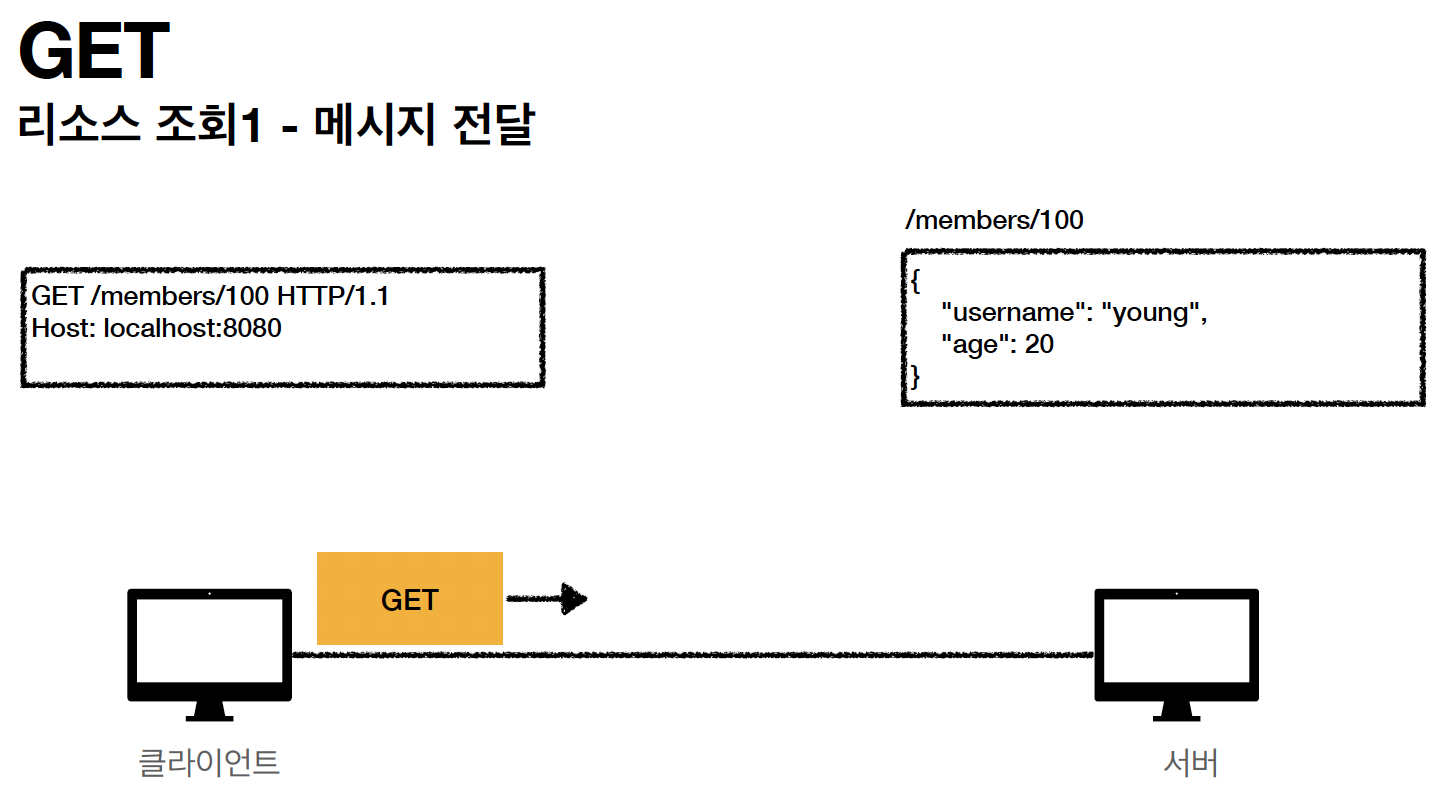 GET
리소스 조회1 - 메시지 전달
GET /members/100 HTTP/1.1
Host: localhost:8080
/members/100
{
"username": "young",
"age": 20
}
GET
클라이언트
서버